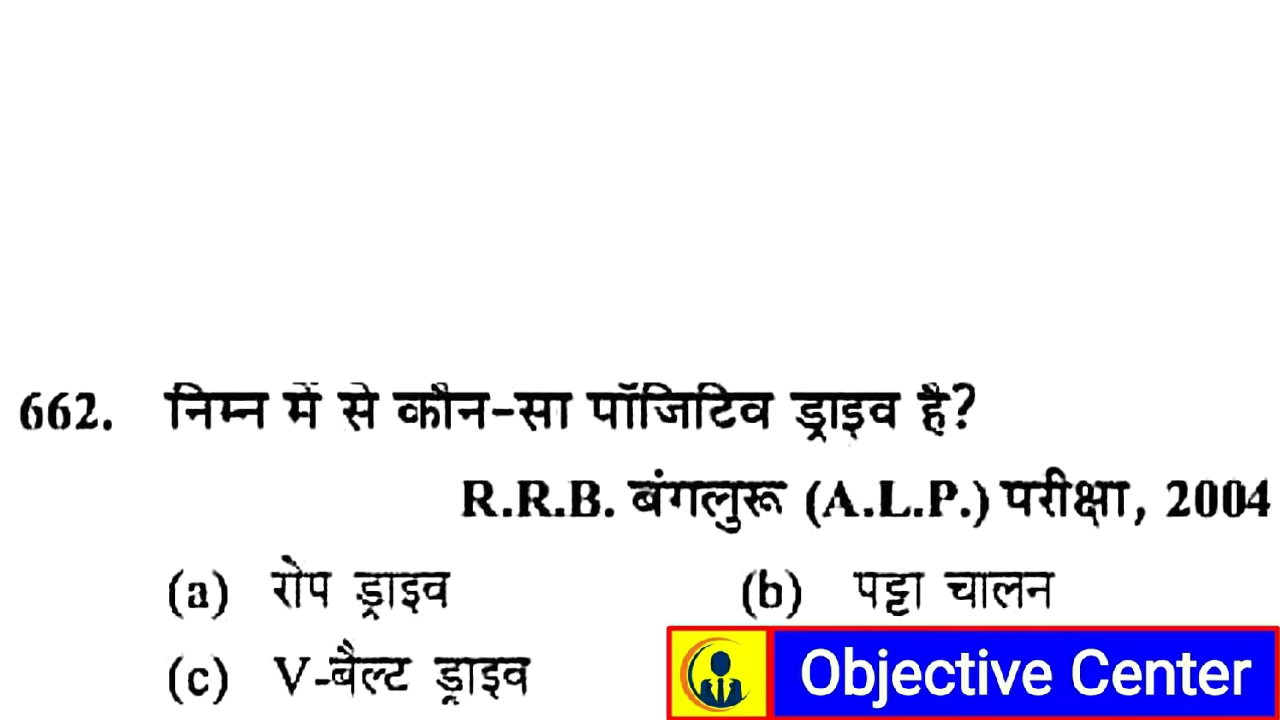 662. निम्न में से कौन-सा पॉजिटिव ड्राइव है?
R.R.B. बंगलुरू (A.L.P.) परीक्षा, 2004
(a) रोप ड्राइव (b) पट्टा चालन
(c) V-बैल्ट ड्राइव
Objective Center